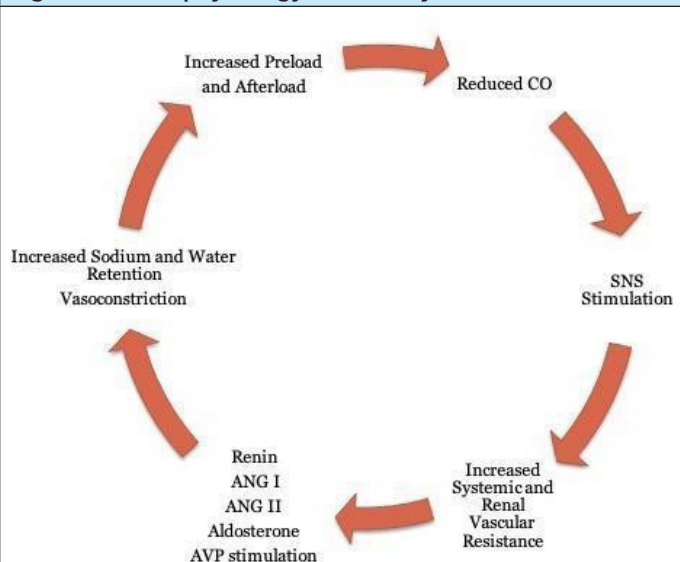 Increased Preload
and Afterload
Reduced CO
SNS
Stimulation
Increased
Systemic and
Renal
Vascular
Resistance
Renin
ANG I
ANG II
Aldosterone
AVP stimulation
Increased Sodium and Water
Retention
Vasoconstriction